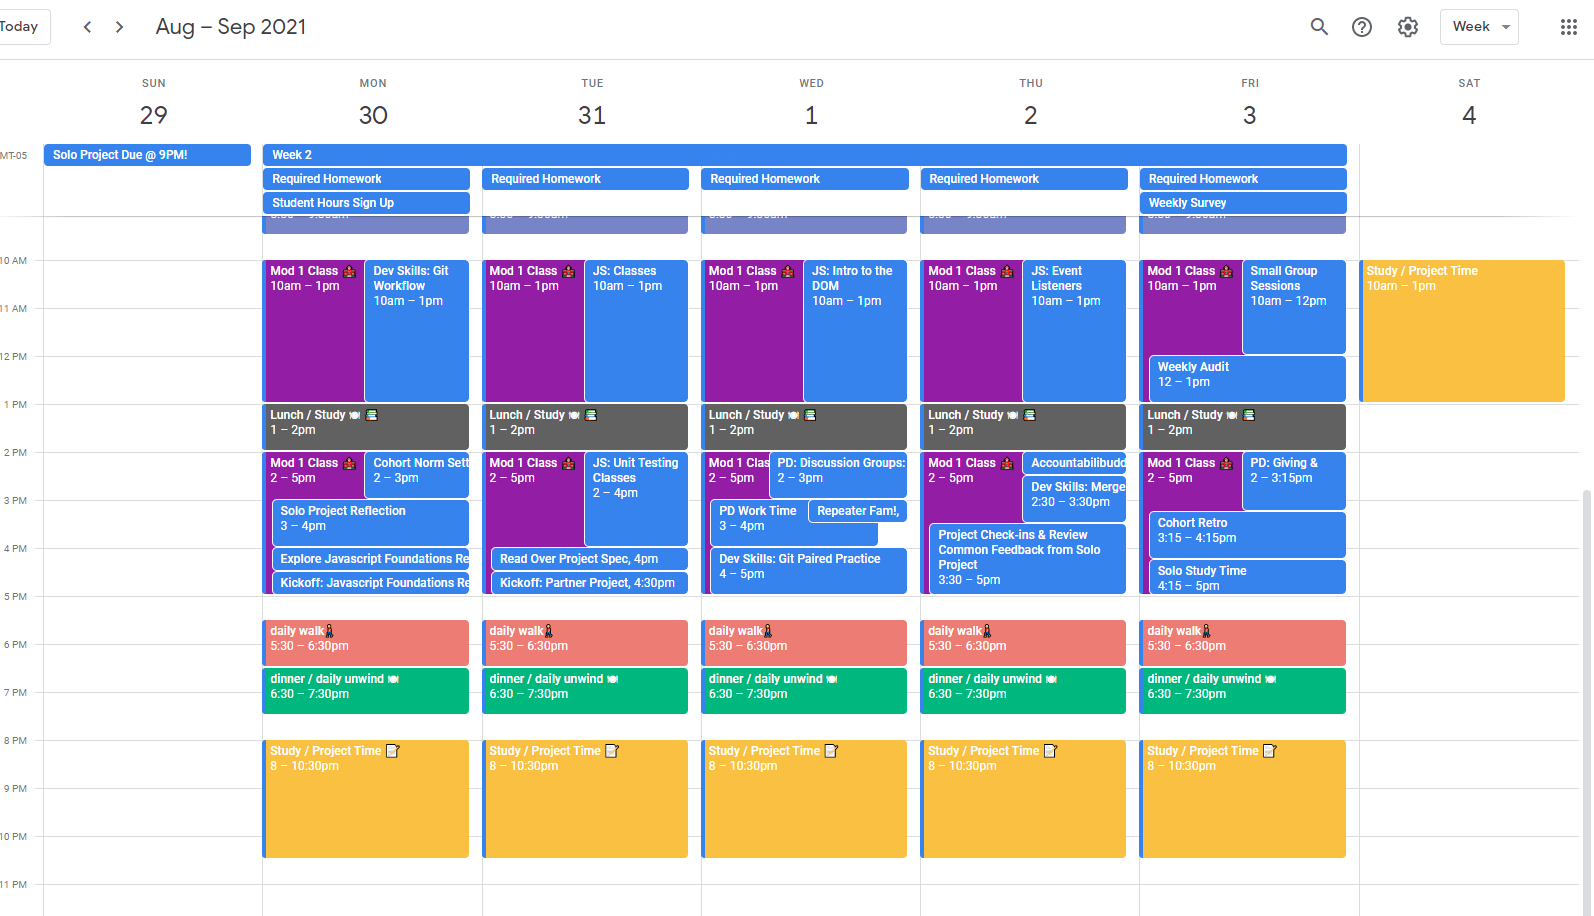 Today
Aug – Sep 2021
Week
SUN
MON
TUE
WED
THU
FRI
SAT
29
30
31
1
2
3
4
MT-05
Solo Project Due @ 9PM!
Week 2
Required Homework
Required Homework
Required Homework
Required Homework
Required Homework
Student Hours Sign Up
Weekly Survey
10 AM
11 AM
12 PM
1 PM
2 PM
3 PM
4 PM
5 PM
6 PM
7 PM
8 PM
9 PM
10 PM
11 PM
Mod 1 Class
10am – 1pm
Dev Skills: Git
Workflow
10am – 1pm
Lunch / Study
1 – 2pm
Mod 1 Class
2 – 5pm
Cohort Norm Sett
2 – 3pm
Solo Project Reflection
3 – 4pm
Explore Javascript Foundations Re
Kickoff: Javascript Foundations Re
daily walk
5:30 – 6:30pm
dinner / daily unwind
6:30 – 7:30pm
Study / Project Time
8 – 10:30pm
Mod 1 Class
10am – 1pm
JS: Classes
10am – 1pm
Lunch / Study
1 – 2pm
Mod 1 Class
2 – 5pm
JS: Unit Testing
Classes
2 – 4pm
Read Over Project Spec, 4pm
Kickoff: Partner Project, 4:30pm
daily walk
5:30 – 6:30pm
dinner / daily unwind
6:30 – 7:30pm
Study / Project Time
8 – 10:30pm
Mod 1 Class
10am – 1pm
JS: Intro to the
DOM
10am – 1pm
Lunch / Study
1 – 2pm
Mod 1 Clas
2 – 5pm
PD: Discussion Groups:
2 – 3pm
PD Work Time
3 – 4pm
Repeater Fam!,
Dev Skills: Git Paired Practice
4 – 5pm
daily walk
5:30 – 6:30pm
dinner / daily unwind
6:30 – 7:30pm
Study / Project Time
8 – 10:30pm
Mod 1 Class
10am – 1pm
JS: Event
Listeners
10am – 1pm
Lunch / Study
1 – 2pm
Mod 1 Class
2 – 5pm
Accountabilibudd
Dev Skills: Merge
2:30 – 3:30pm
Project Check-ins & Review
Common Feedback from Solo
Project
3:30 – 5pm
daily walk
5:30 – 6:30pm
dinner / daily unwind
6:30 – 7:30pm
Study / Project Time
8 – 10:30pm
Mod 1 Class
10am – 1pm
Small Group
Sessions
10am – 12pm
Weekly Audit
12 – 1pm
Lunch / Study
1 – 2pm
Mod 1 Class
2 – 5pm
PD: Giving &
2 – 3:15pm
Cohort Retro
3:15 – 4:15pm
Solo Study Time
4:15 – 5pm
daily walk
5:30 – 6:30pm
dinner / daily unwind
6:30 – 7:30pm
Study / Project Time
8 – 10:30pm
Study / Project Time
10am – 1pm